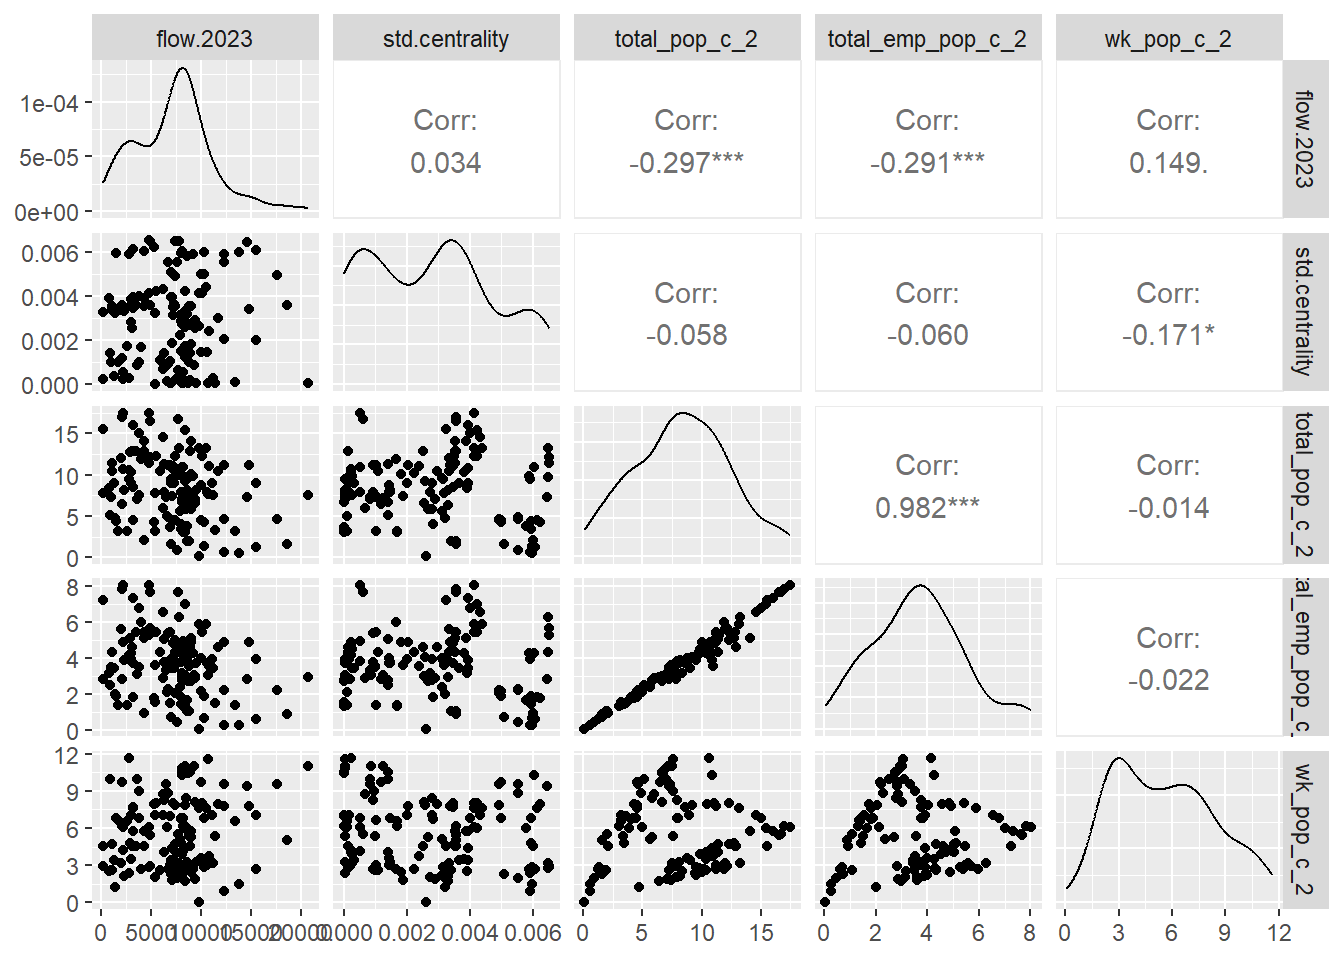 flow.2023
std.centrality
total_pop_c_2
total_emp_pop_c_2
wk_pop_c_2
1e-04
5e-05
0e+00
Corr:
0.034
Corr:
-0.297***
Corr:
-0.291***
Corr:
0.149.
flow.2023
0.006
0.004
0.002
0.000
Corr:
-0.058
Corr:
-0.060
Corr:
-0.171*
std.centrality
15
10
5
0
Corr:
0.982***
Corr:
-0.014
total_pop_c_2
8
6
4
2
0
Corr:
-0.022
tal_emp_pop_c_
12
9
6
3
0
wk_pop_c_2
0
5000
10000
15000
20000
0.000
0.002
0.004
0.006
0
5
10
15
0
2
4
6
8
0
3
6
9
12